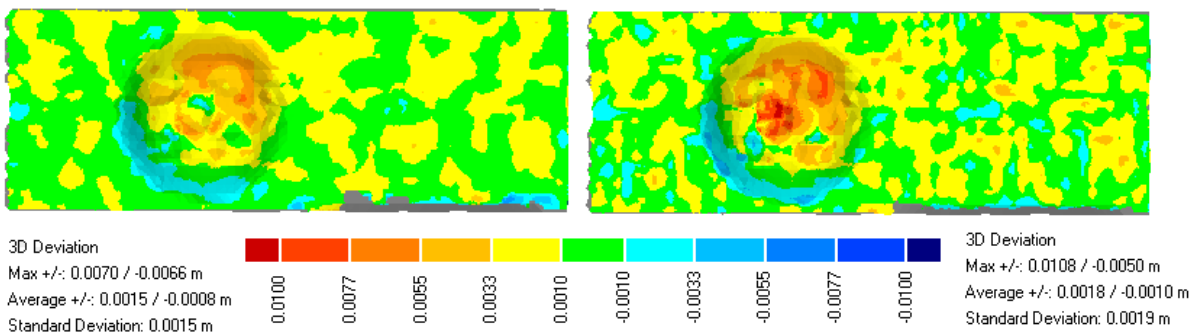 3D Deviation
Max +/-: 0.0070 / -0.0066 m
Average +/-: 0.0015 / -0.0008 m
Standard Deviation: 0.0015 m
0.0100
0.0077
0.0055
0.0033
0.0010
-0.0010
-0.0033
-0.0055
-0.0077
-0.0100
3D Deviation
Max +/-: 0.0108 / -0.0050 m
Average +/-: 0.0018 / -0.0010 m
Standard Deviation: 0.0019 m